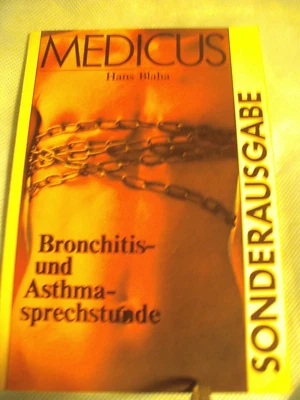 MEDICUS
Hans Blaha
Bronchitis-
und
Asthma-
sprechstunde
SONDERAUSGABE